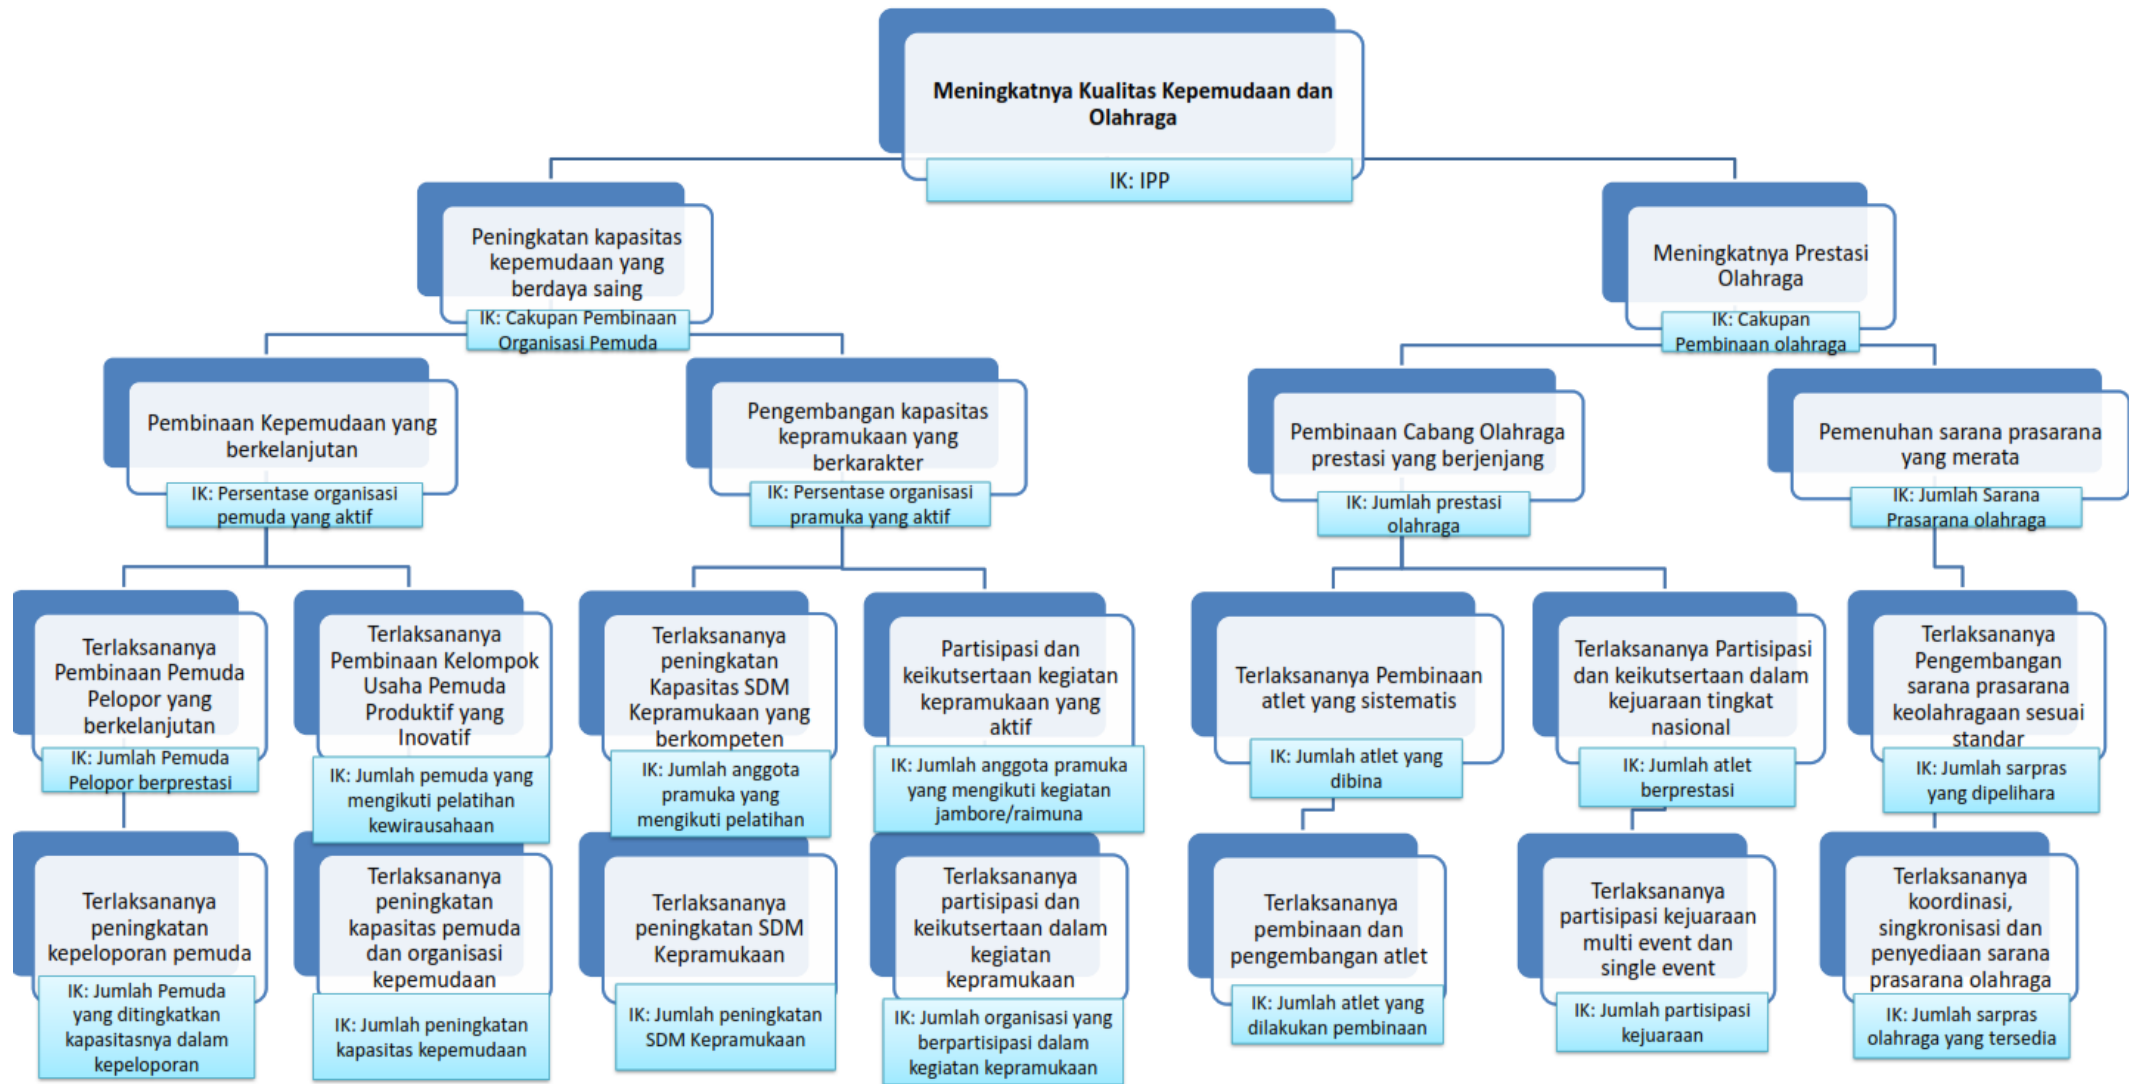 Meningkatnya Kualitas Kepemudaan dan
Olahraga
IK: IPP
Peningkatan kapasitas
kepemudaan yang
berdaya saing
IK: Cakupan Pembinaan
Organisasi Pemuda
Meningkatnya Prestasi
Olahraga
IK: Cakupan
Pembinaan olahraga
Pembinaan Kepemudaan yang
berkelanjutan
IK: Persentase organisasi
pemuda yang aktif
Pengembangan kapasitas
kepramukaan yang
berkarakter
IK: Persentase organisasi
pramuka yang aktif
Pembinaan Cabang Olahraga
prestasi yang berjenjang
IK: Jumlah prestasi
olahraga
Pemenuhan sarana prasarana
yang merata
IK: Jumlah Sarana
Prasarana olahraga
Terlaksananya
Pembinaan Pemuda
Pelopor yang
berkelanjutan
IK: Jumlah Pemuda
Pelopor berprestasi
Terlaksananya
Pembinaan Kelompok
Usaha Pemuda
Produktif yang
Inovatif
IK: Jumlah pemuda yang
mengikuti pelatihan
kewirausahaan
Terlaksananya
peningkatan
Kapasitas SDM
Kepramukaan yang
berkompeten
IK: Jumlah anggota
pramuka yang
mengikuti pelatihan
Partisipasi dan
keikutsertaan kegiatan
kepramukaan yang
aktif
IK: Jumlah anggota pramuka
yang mengikuti kegiatan
jambore/raimuna
Terlaksananya Pembinaan
atlet yang sistematis
IK: Jumlah atlet yang
dibina
Terlaksananya Partisipasi
dan keikutsertaan dalam
kejuaraan tingkat
nasional
IK: Jumlah atlet
berprestasi
Terlaksananya
Pengembangan
sarana prasarana
keolahragaan sesuai
standar
IK: Jumlah sarpras
yang dipelihara
Terlaksananya
peningkatan
kepeloporan pemuda
IK: Jumlah Pemuda
yang ditingkatkan
kapasitasnya dalam
kepeloporan
Terlaksananya
peningkatan
kapasitas pemuda
dan organisasi
kepemudaan
IK: Jumlah peningkatan
kapasitas kepemudaan
Terlaksananya
peningkatan SDM
Kepramukaan
IK: Jumlah peningkatan
SDM Kepramukaan
Terlaksananya
partisipasi dan
keikutsertaan dalam
kegiatan
kepramukaan
IK: Jumlah organisasi yang
berpartisipasi dalam
kegiatan kepramukaan
Terlaksananya
pembinaan dan
pengembangan atlet
IK: Jumlah atlet yang
dilakukan pembinaan
Terlaksananya
partisipasi kejuaraan
multi event dan
single event
IK: Jumlah partisipasi
kejuaraan
Terlaksananya
koordinasi,
singkronisasi dan
penyediaan sarana
prasarana olahraga
IK: Jumlah sarpras
olahraga yang tersedia